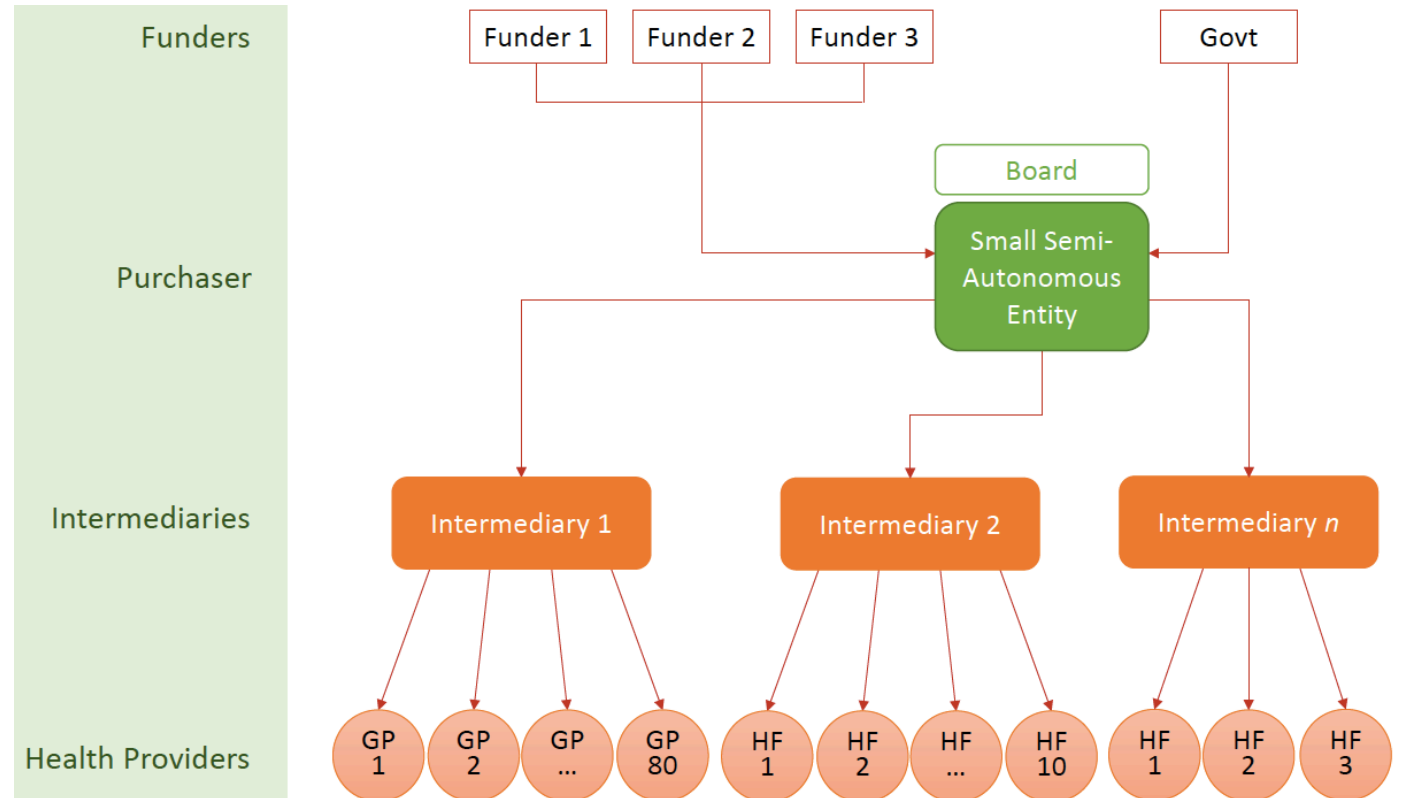 Funders
Funder 1
Funder 2
Funder 3
Govt
Board
Purchaser
Small Semi-
Autonomous
Entity
Intermediaries
Intermediary 1
Intermediary 2
Intermediary n
Health Providers
GP
1
GP
2
GP
...
GP
80
HF
1
HF
2
HF
...
HF
10
HF
1
HF
2
HF
3